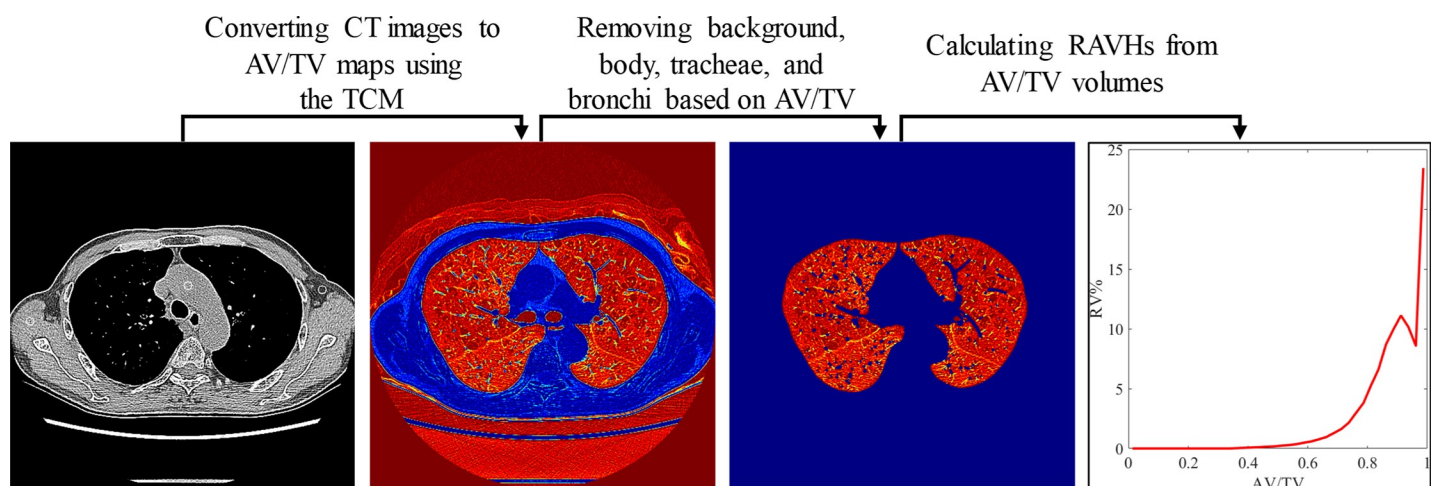 Converting CT images to
AV/TV maps using
the TCM
Removing background,
body, tracheae, and
bronchi based on AV/TV
Calculating RAVHs from
AV/TV volumes
25
20
15
10
5
0
RV%
0
0.2
0.4
0.6
0.8
1
AV/TV